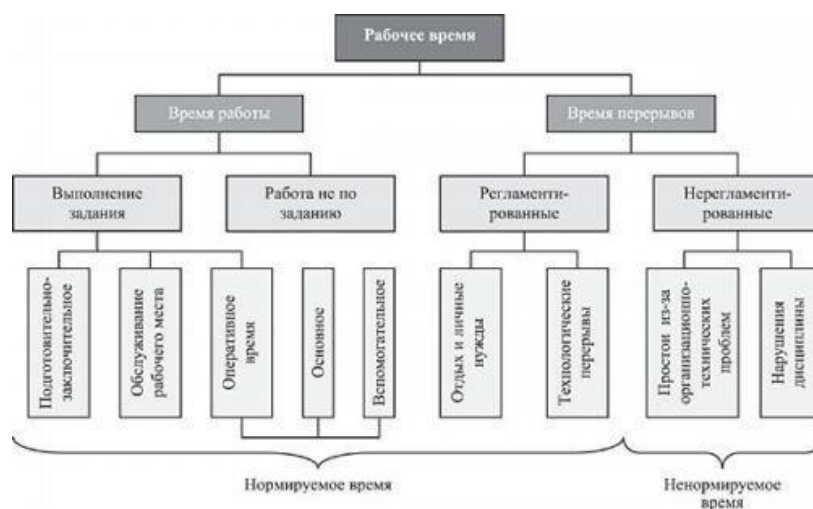 Рабочее время
Время работы
Время перерывов
Выполнение
задания
Работа не по
заданию
Регламенти-
рованные
Нерегламенти-
рованные
Подготовительно-
заключительное
Обслуживание
рабочего места
Оперативное
время
Основное
Вспомогательное
Отдых и личные
нужды
Технологические
перерывы
Простои из-за
организационно-
технических
проблем
Нарушения
дисциплины
Нормируемое время
Ненормируемое
время